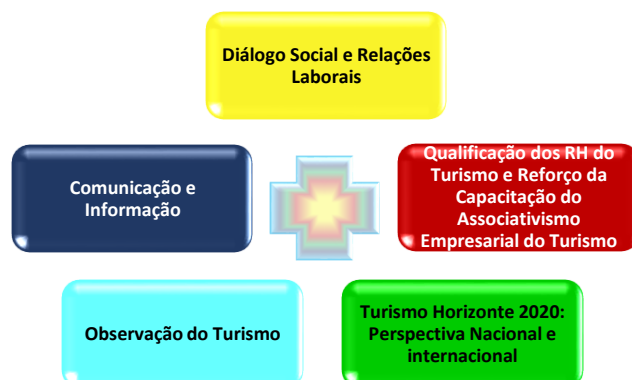 Diálogo Social e Relações
Laborais
Comunicação e
Informação
Qualificação dos RH do
Turismo e Reforço da
Capacitação do
Associativismo
Empresarial do Turismo
Observação do Turismo
Turismo Horizonte 2020:
Perspectiva Nacional e
internacional